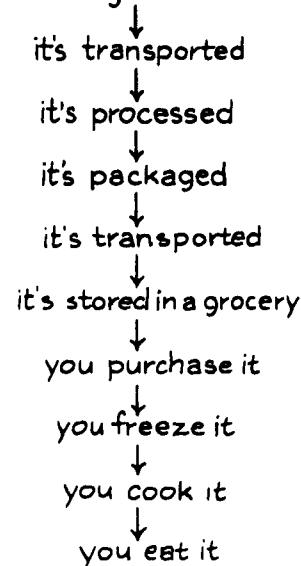 it's transported
it's processed
it's packaged
it's transported
it's stored in a grocery
you purchase it
you freeze it
you cook it
you eat it